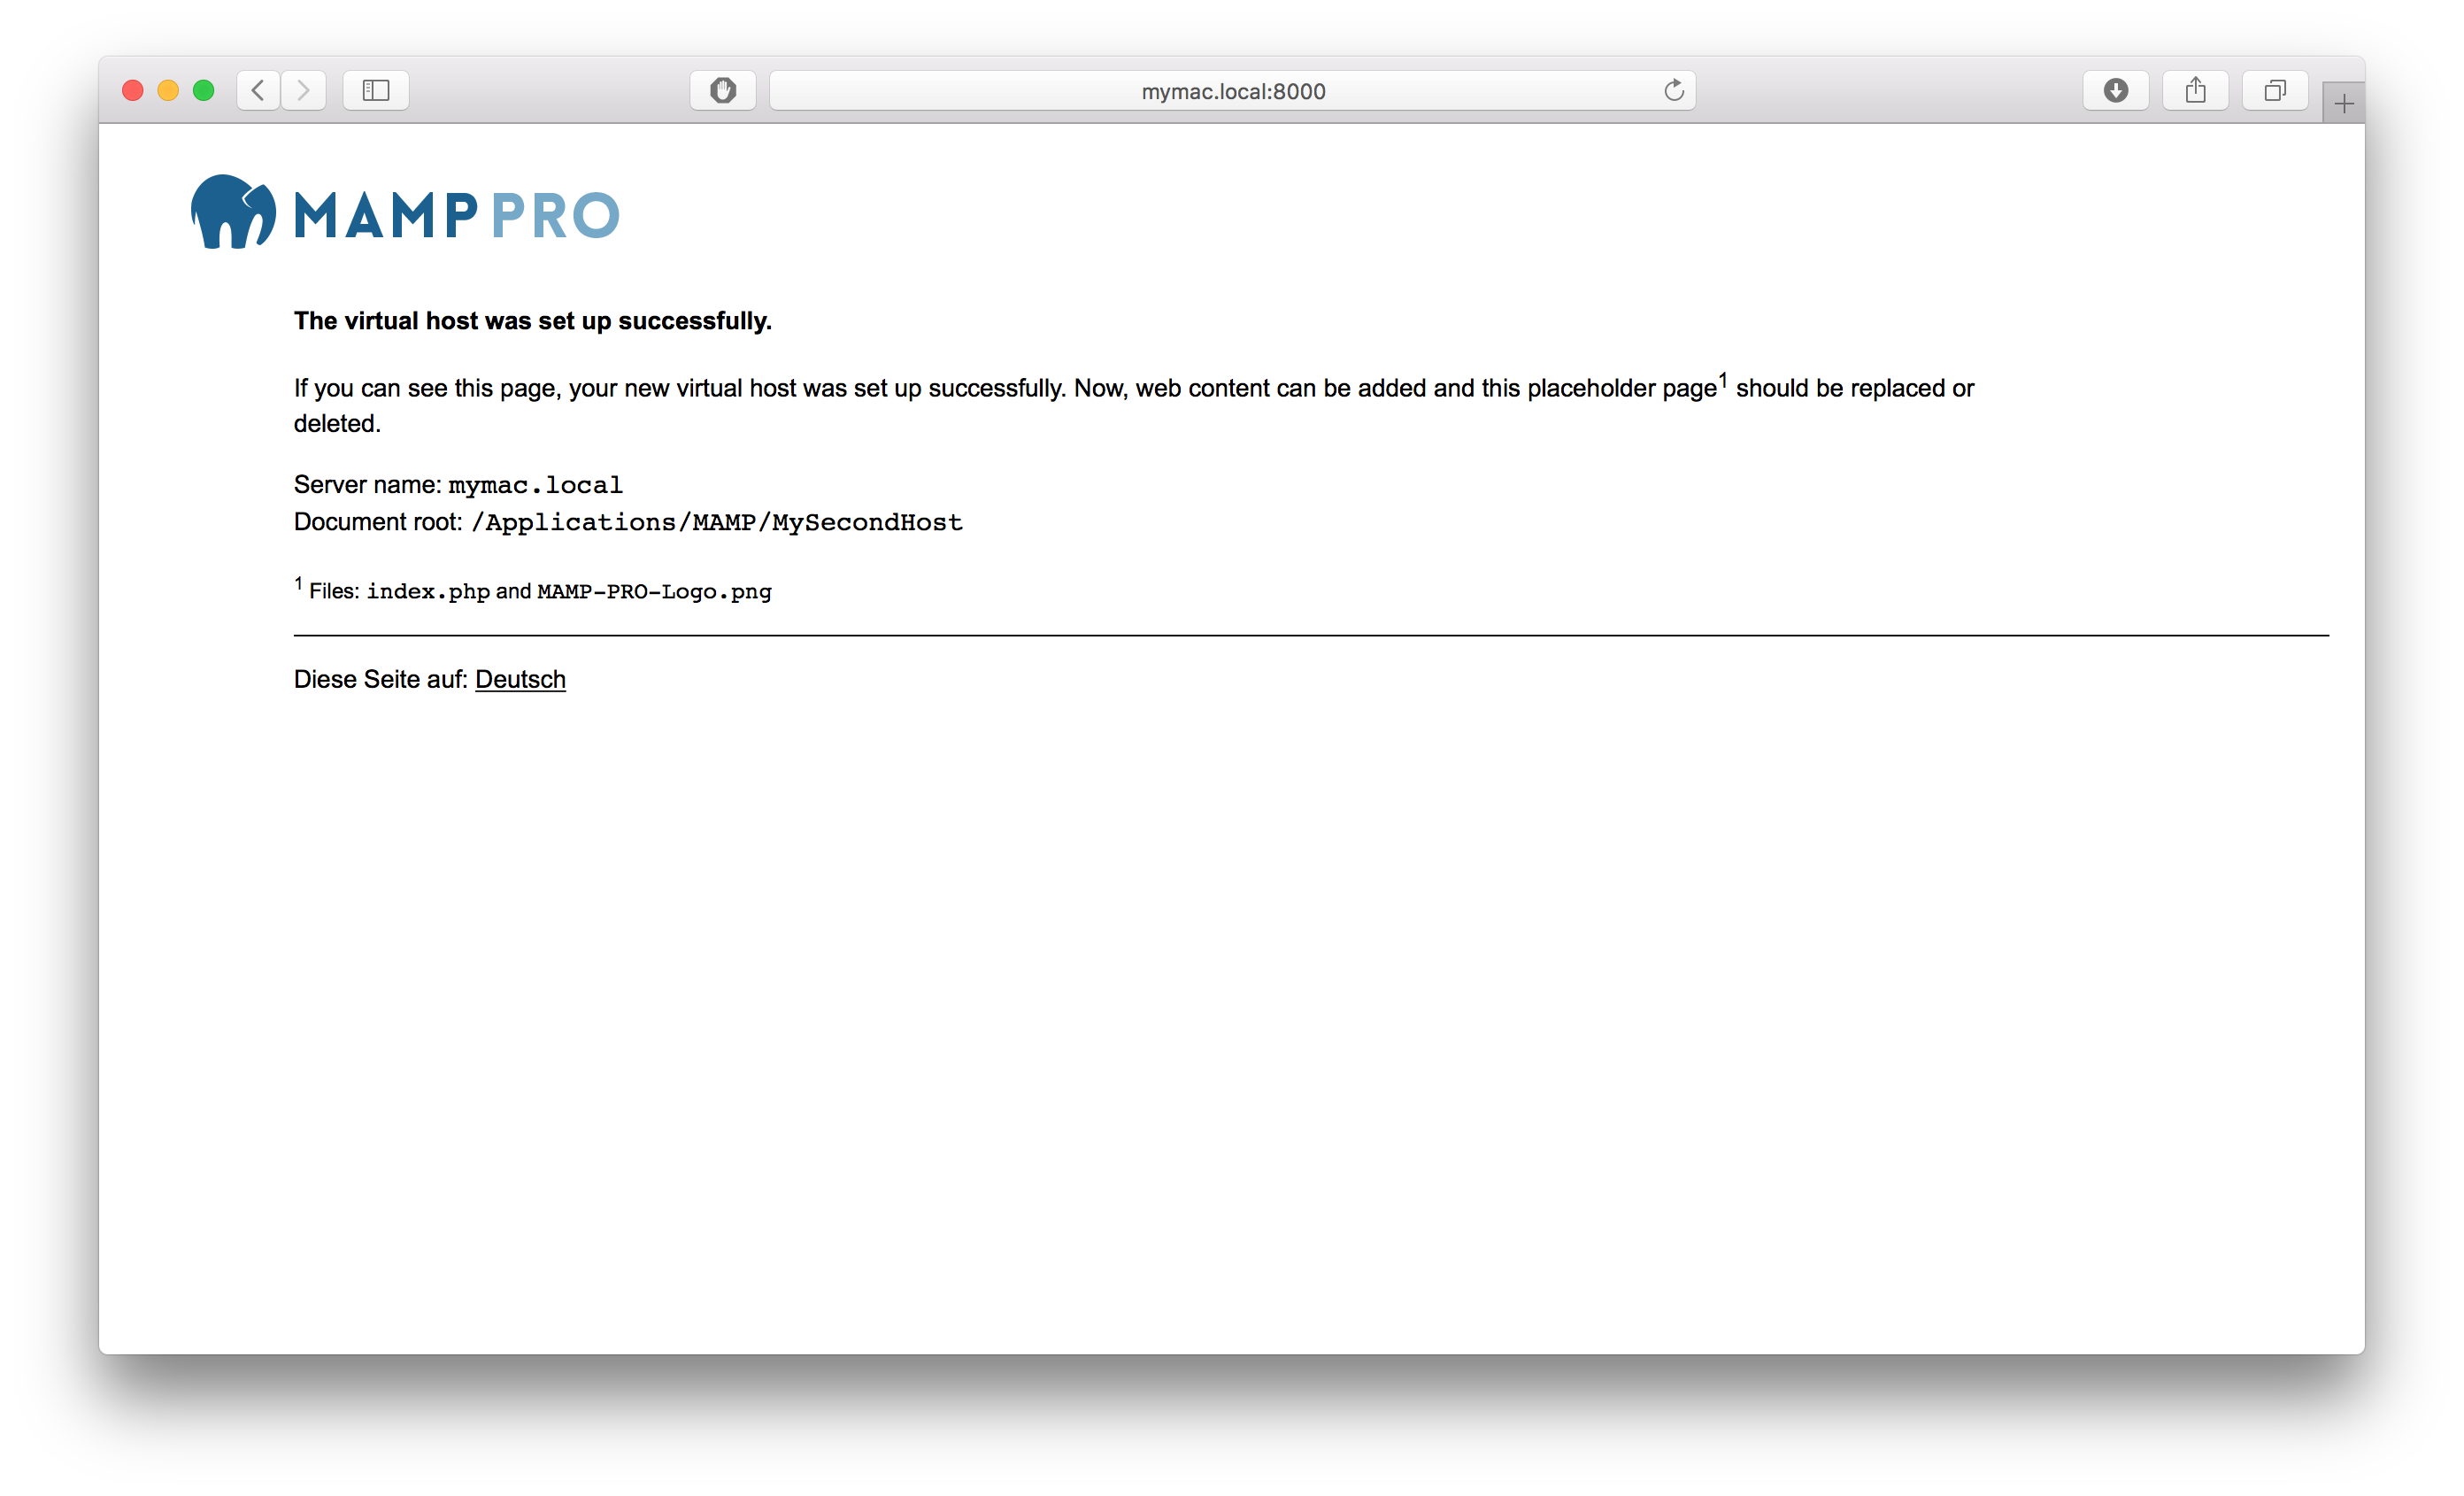 mymac.local:8000
MAMP PRO
The virtual host was set up successfully.
If you can see this page, your new virtual host was set up successfully. Now, web content can be added and this placeholder page¹ should be replaced or
deleted.
Server name: mymac.local
Document root: /Applications/MAMP/MySecondHost
¹ Files: index.php and MAMP-PRO-Logo.png
Diese Seite auf: Deutsch